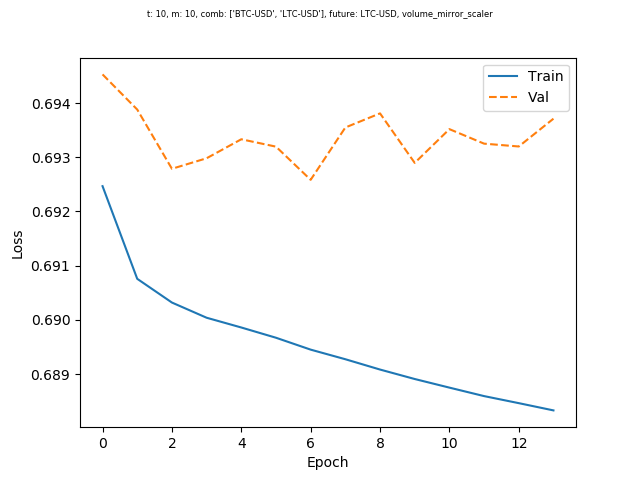 t: 10, m: 10, comb: ['BTC-USD', 'LTC-USD'], future: LTC-USD, volume_mirror_scaler
Train
Val
0.694
0.693
0.692
0.691
0.690
0.689
Loss
0 2 4 6 8 10 12
Epoch